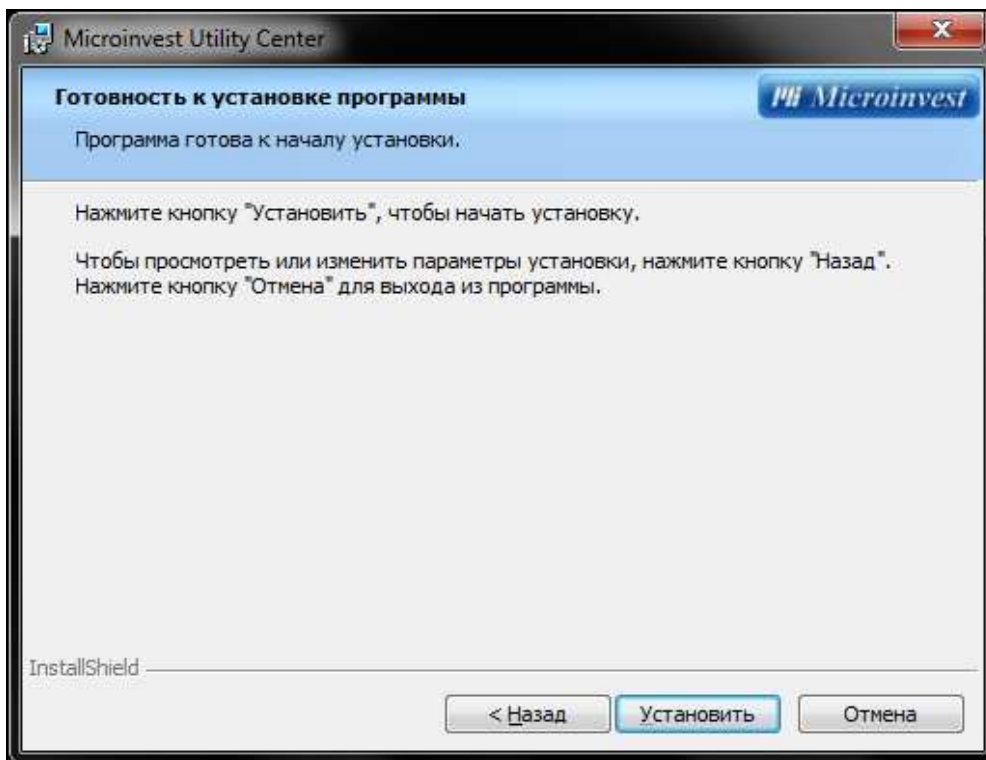 Microinvest Utility Center
Готовность к установке программы
Microinvest
Программа готова к началу установки.
Нажмите кнопку "Установить", чтобы начать установку.
Чтобы просмотреть или изменить параметры установки, нажмите кнопку "Назад".
Нажмите кнопку "Отмена" для выхода из программы.
InstallShield
< Назад
Установить
Отмена